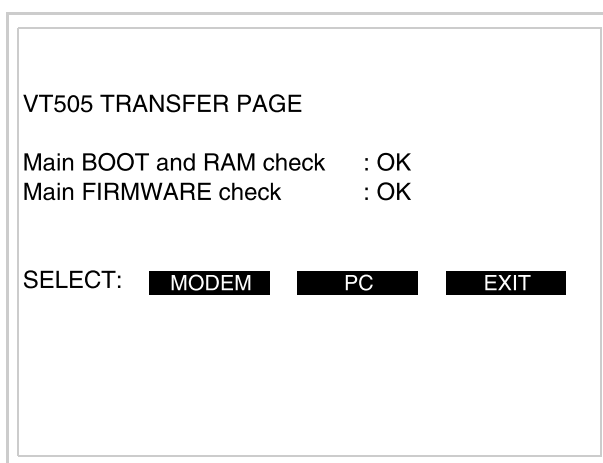 VT505 TRANSFER PAGE
Main BOOT and RAM check : OK
Main FIRMWARE check : OK
SELECT: MODEM PC EXIT